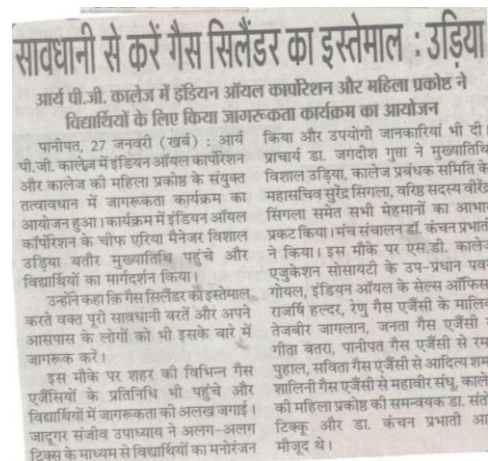 सावधानी से करें गैस सिलैंडर का इस्तेमाल : उड़िया
आर्य पी.जी. कालेज में इंडियन ऑयल कार्पोरेशन और महिला प्रकोष्ठ ने
विद्यार्थियों के लिए किया जागरूकता कार्यक्रम का आयोजन
पानीपत, 27 जनवरी (खर्ब) : आर्य
पी.जी. कालेज में इंडियन ऑयल कार्पोरेशन
और कालेज की महिला प्रकोष्ठ के संयुक्त
तत्वावधान में जागरूकता कार्यक्रम का
आयोजन हुआ। कार्यक्रम में इंडियन ऑयल
कॉर्पोरेशन के चीफ एरिया मैनेजर विशाल
उड़िया बतौर मुख्यातिथि पहुंचे और
विद्यार्थियों का मार्गदर्शन किया।
उन्होंने कहा कि गैस सिलैंडर को इस्तेमाल
करते वक्त पूरी सावधानी बरतें और अपने
आसपास के लोगों को भी इसके बारे में
जागरूक करें।
इस मौके पर शहर की विभिन्न गैस
एजैंसियों के प्रतिनिधि भी पहुंचे और
विद्यार्थियों में जागरूकता की अलख जगाई।
जादूगर संजीव उपाध्याय ने अलग-अलग
ट्रिक्स के माध्यम से विद्यार्थियों का मनोरंजन
किया और उपयोगी जानकारियां भी दी।
प्राचार्य डा. जगदीश गुप्ता ने मुख्यातिथि
विशाल उड़िया, कालेज प्रबंधक समिति के
महासचिव सुरेंद्र सिंगला, वरिष्ठ सदस्य वीरेंद्र
सिंगला समेत सभी मेहमानों का आभार
प्रकट किया। मंच संचालन डॉ. कंचन प्रभाती
ने किया। इस मौके पर एस.डी. कालेज
एजुकेशन सोसायटी के उप-प्रधान पवन
गोयल, इंडियन ऑयल के सेल्स ऑफिसर
राजर्षि हल्दर, रेणु गैस एजैंसी के मालिक
तेजबीर जागलान, जनता गैस एजैंसी
गीता बतरा, पानीपत गैस एजैंसी से
पुहाल, सविता गैस एजैंसी से आदित्य
शालिनी गैस एजैंसी से महावीर संधू,
की महिला प्रकोष्ठ की समन्वयक डा.
टिक्कू और डा. कंचन प्रभाती
मौजूद थे।